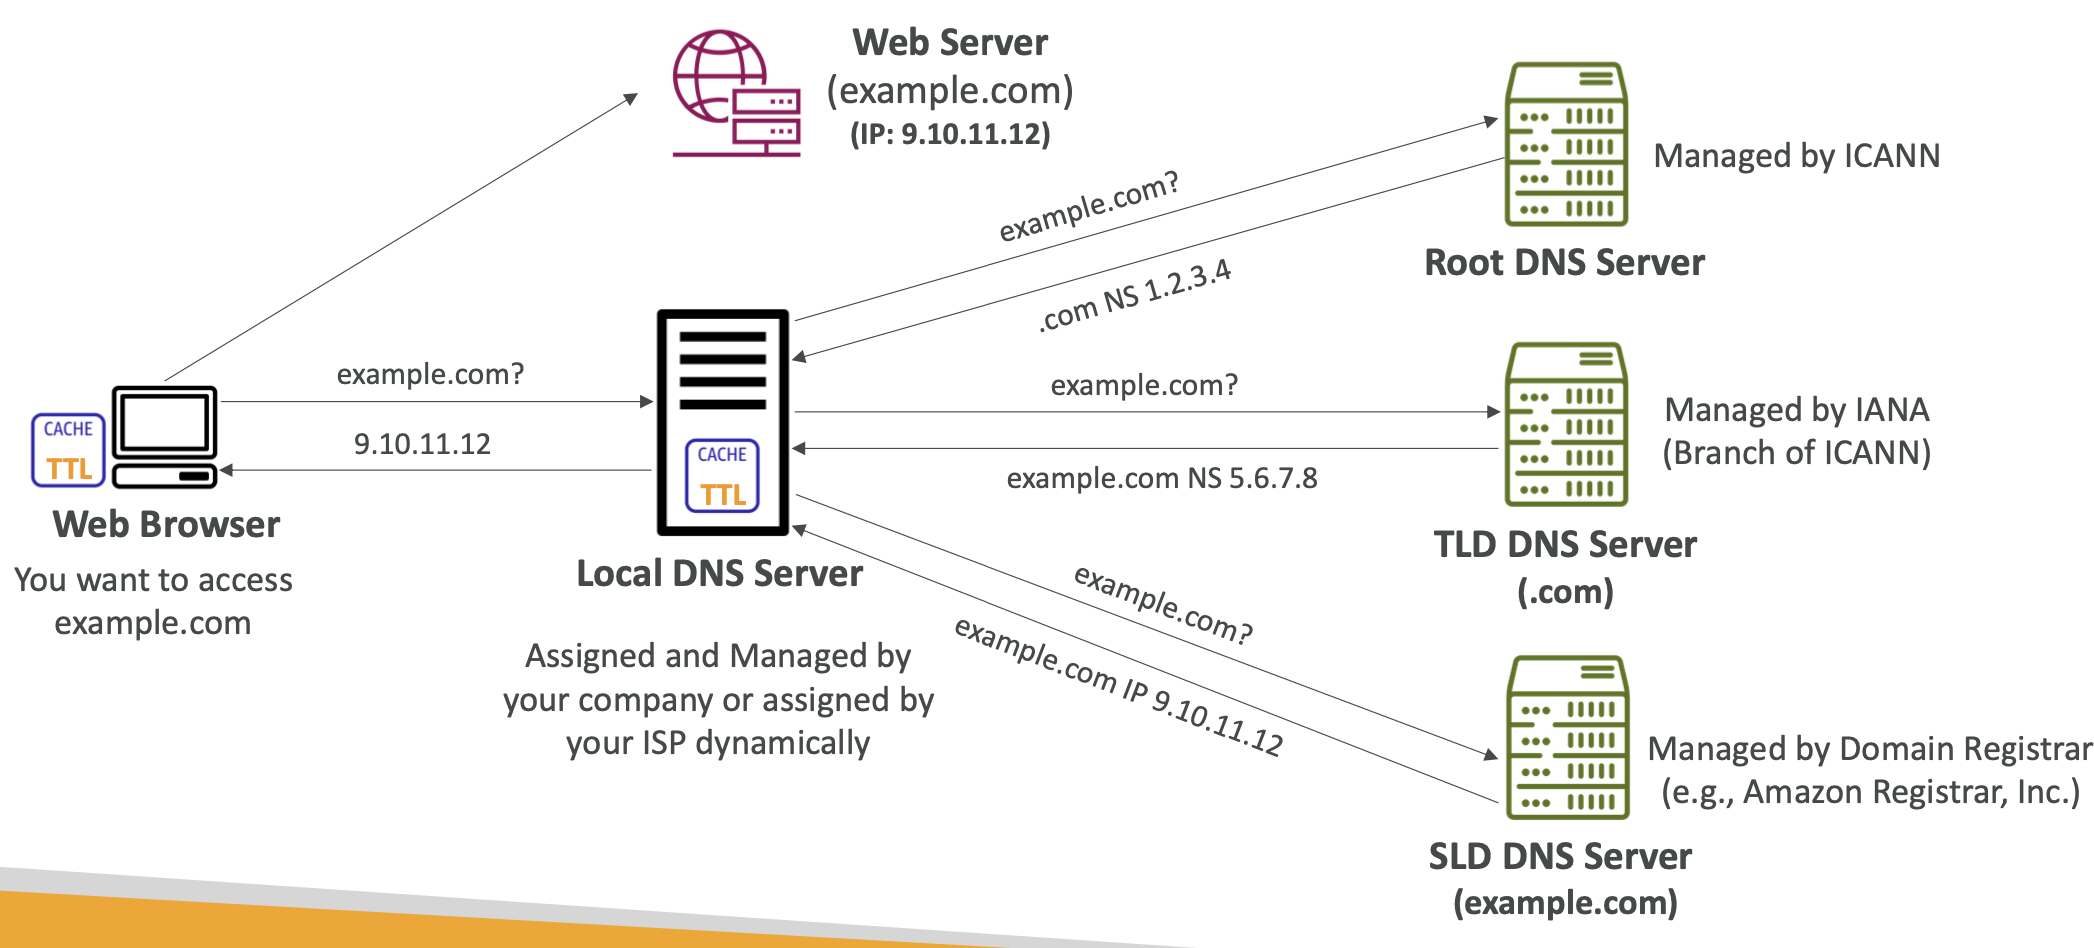 Web Server
(example.com)
(IP: 9.10.11.12)
Managed by ICANN
Root DNS Server
example.com?
.com NS 1.2.3.4
example.com?
9.10.11.12
CACHE
TTL
Web Browser
You want to access
example.com
CACHE
TTL
Local DNS Server
Assigned and Managed by
your company or assigned by
your ISP dynamically
example.com?
example.com NS 5.6.7.8
Managed by IANA
(Branch of ICANN)
TLD DNS Server
(.com)
example.com?
example.com IP 9.10.11.12
Managed by Domain Registrar
(e.g., Amazon Registrar, Inc.)
SLD DNS Server
(example.com)